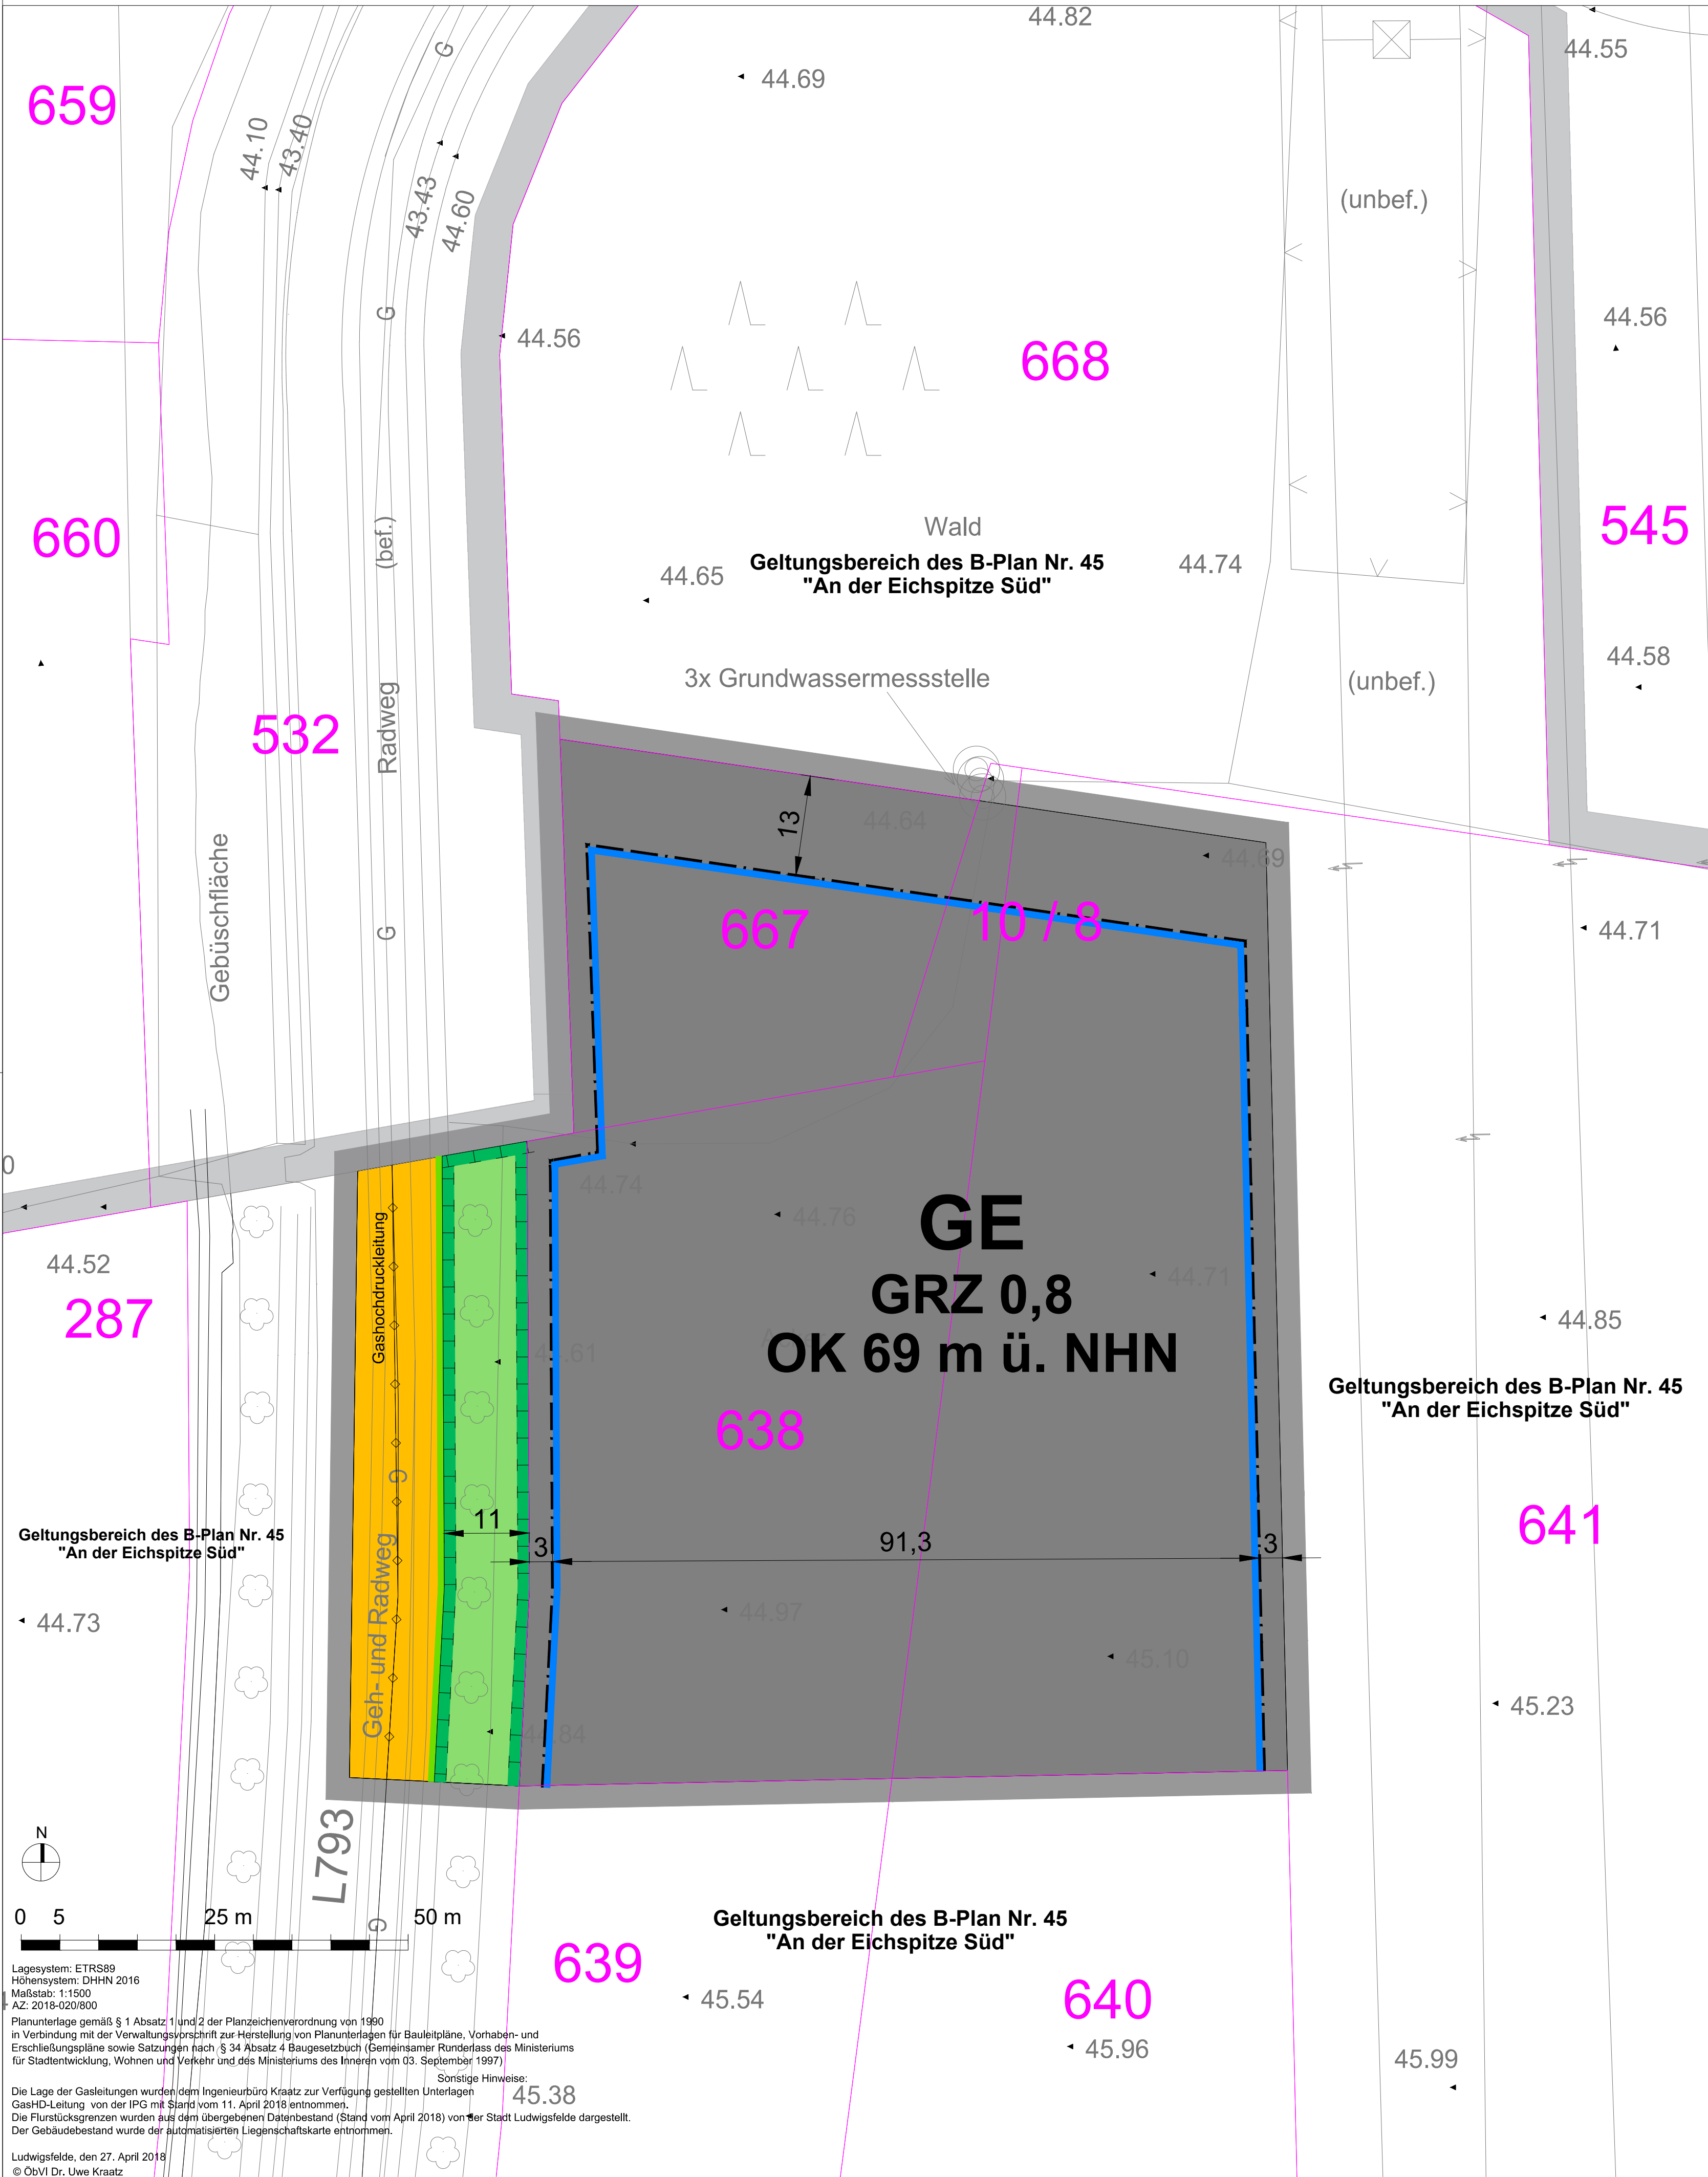 44.82
44.55
44.69
659
G
44.10
43.40
43.43
44.60
(unbef.)
G
44.56
44.56
668
660
(bef.)
Wald
545
Geltungsbereich des B-Plan Nr. 45
"An der Eichspitze Süd"
44.65
44.74
44.58
3x Grundwassermessstelle
(unbef.)
Radweg
532
13
44.64
44.69
Gebüschfläche
G
667
10 / 8
44.71
0
44.74
44.76
GE
44.71
GRZ 0,8
OK 69 m ü. NHN
44.52
287
Gashochdruckleitung
44.85
Geltungsbereich des B-Plan Nr. 45
"An der Eichspitze Süd"
638
G
11
3
91,3
3
641
Geltungsbereich des B-Plan Nr. 45
"An der Eichspitze Süd"
44.73
Geh- und Radweg
44.97
45.10
45.23
N
L793
0 5 25 m 50 m
G
Geltungsbereich des B-Plan Nr. 45
"An der Eichspitze Süd"
639
640
45.54
45.96
45.99
45.38
Lagesystem: ETRS89
Höhensystem: DHHN 2016
Maßstab: 1:1500
AZ: 2018-020/800
Planunterlage gemäß § 1 Absatz 1 und 2 der Planzeichenverordnung von 1990
in Verbindung mit der Verwaltungsvorschrift zur Herstellung von Planunterlagen für Bauleitpläne, Vorhaben- und
Erschließungspläne sowie Satzungen nach § 34 Absatz 4 Baugesetzbuch (Gemeinsamer Runderlass des Ministeriums
für Stadtentwicklung, Wohnen und Verkehr und des Ministeriums des Inneren vom 03. September 1997)
Sonstige Hinweise:
Die Lage der Gasleitungen wurden dem Ingenieurbüro Kraatz zur Verfügung gestellten Unterlagen
GasHD-Leitung von der IPG mit Stand vom 11. April 2018 entnommen.
Die Flurstücksgrenzen wurden aus dem übergebenen Datenbestand (Stand vom April 2018) von der Stadt Ludwigsfelde dargestellt.
Der Gebäudebestand wurde der automatisierten Liegenschaftskarte entnommen.
Ludwigsfelde, den 27. April 2018
© ÖbVI Dr. Uwe Kraatz